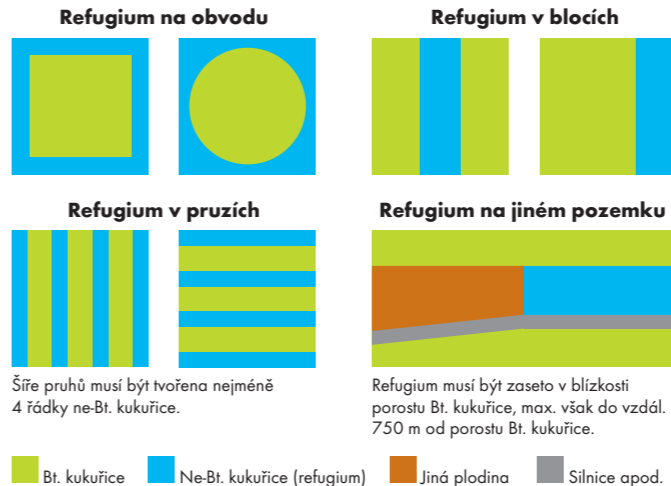 Refugium na obvodu
Refugium v blocích
Refugium v pruzích
Refugium na jiném pozemku
Šíře pruhů musí být tvořena nejméně
4 řádky ne-Bt. kukuřice.
Refugium musí být zaseto v blízkosti
porostu Bt. kukuřice, max. však do vzdál.
750 m od porostu Bt. kukuřice.
Bt. kukuřice
Ne-Bt. kukuřice (refugium)
Jiná plodina
Silnice apod.